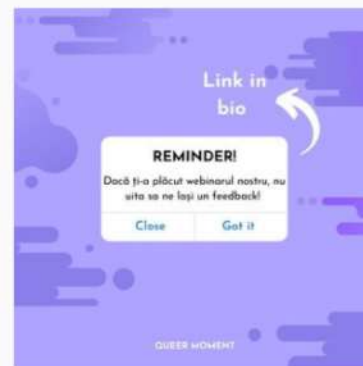 Link in
bio
REMINDER!
Dacă ți-a plăcut webinarul nostru, nu
uita sa ne lași un feedback!
Close
Got it
QUEER MOMENT